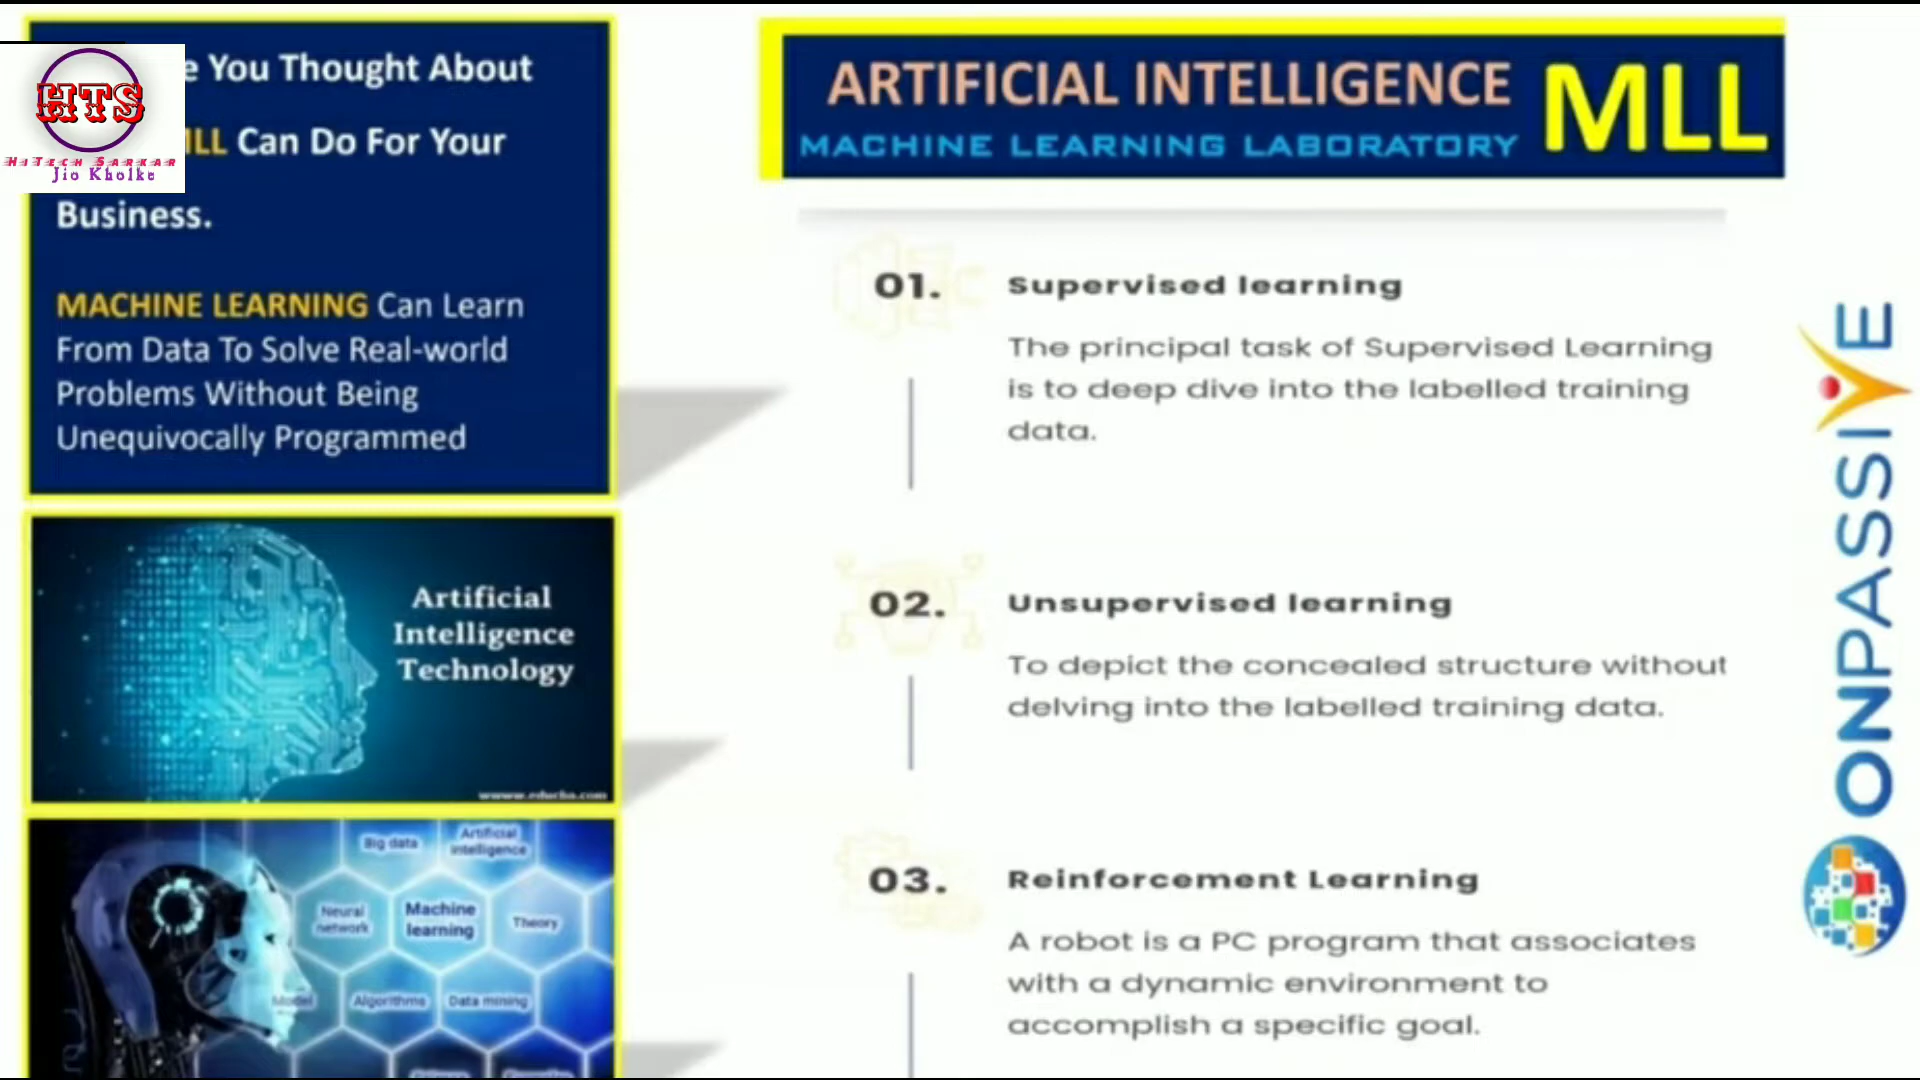 HTS
HiTech Sarkar
Jio Kholke
e You Thought About
LL Can Do For Your
Business.
MACHINE LEARNING Can Learn
From Data To Solve Real-world
Problems Without Being
Unequivocally Programmed
Artificial
Intelligence
Technology
Big data
Artificial
intelligence
Neural
network
Machine
learning
Theory
Model
Algorithms
Data mining
ARTIFICIAL INTELLIGENCE
MACHINE LEARNING LABORATORY
MLL
01.
Supervised learning
The principal task of Supervised Learning
is to deep dive into the labelled training
data.
02.
Unsupervised learning
To depict the concealed structure without
delving into the labelled training data.
03.
Reinforcement Learning
A robot is a PC program that associates
with a dynamic environment to
accomplish a specific goal.
ONPASSIVE